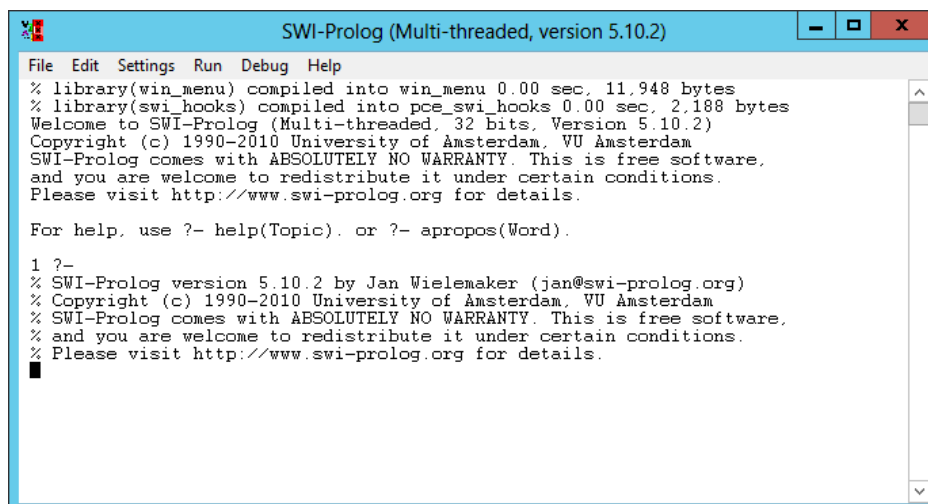 SWI-Prolog (Multi-threaded, version 5.10.2)
File Edit Settings Run Debug Help
% library(win_menu) compiled into win_menu 0.00 sec, 11,948 bytes
% library(swi_hooks) compiled into pce_swi_hooks 0.00 sec, 2,188 bytes
Welcome to SWI-Prolog (Multi-threaded, 32 bits, Version 5.10.2)
Copyright (c) 1990-2010 University of Amsterdam, VU Amsterdam
SWI-Prolog comes with ABSOLUTELY NO WARRANTY. This is free software,
and you are welcome to redistribute it under certain conditions.
Please visit http://www.swi-prolog.org for details.
For help, use ?- help(Topic). or ?- apropos(Word).
1 ?-
% SWI-Prolog version 5.10.2 by Jan Wielemaker (jan@swi-prolog.org)
% Copyright (c) 1990-2010 University of Amsterdam, VU Amsterdam
% SWI-Prolog comes with ABSOLUTELY NO WARRANTY. This is free software,
% and you are welcome to redistribute it under certain conditions.
% Please visit http://www.swi-prolog.org for details.